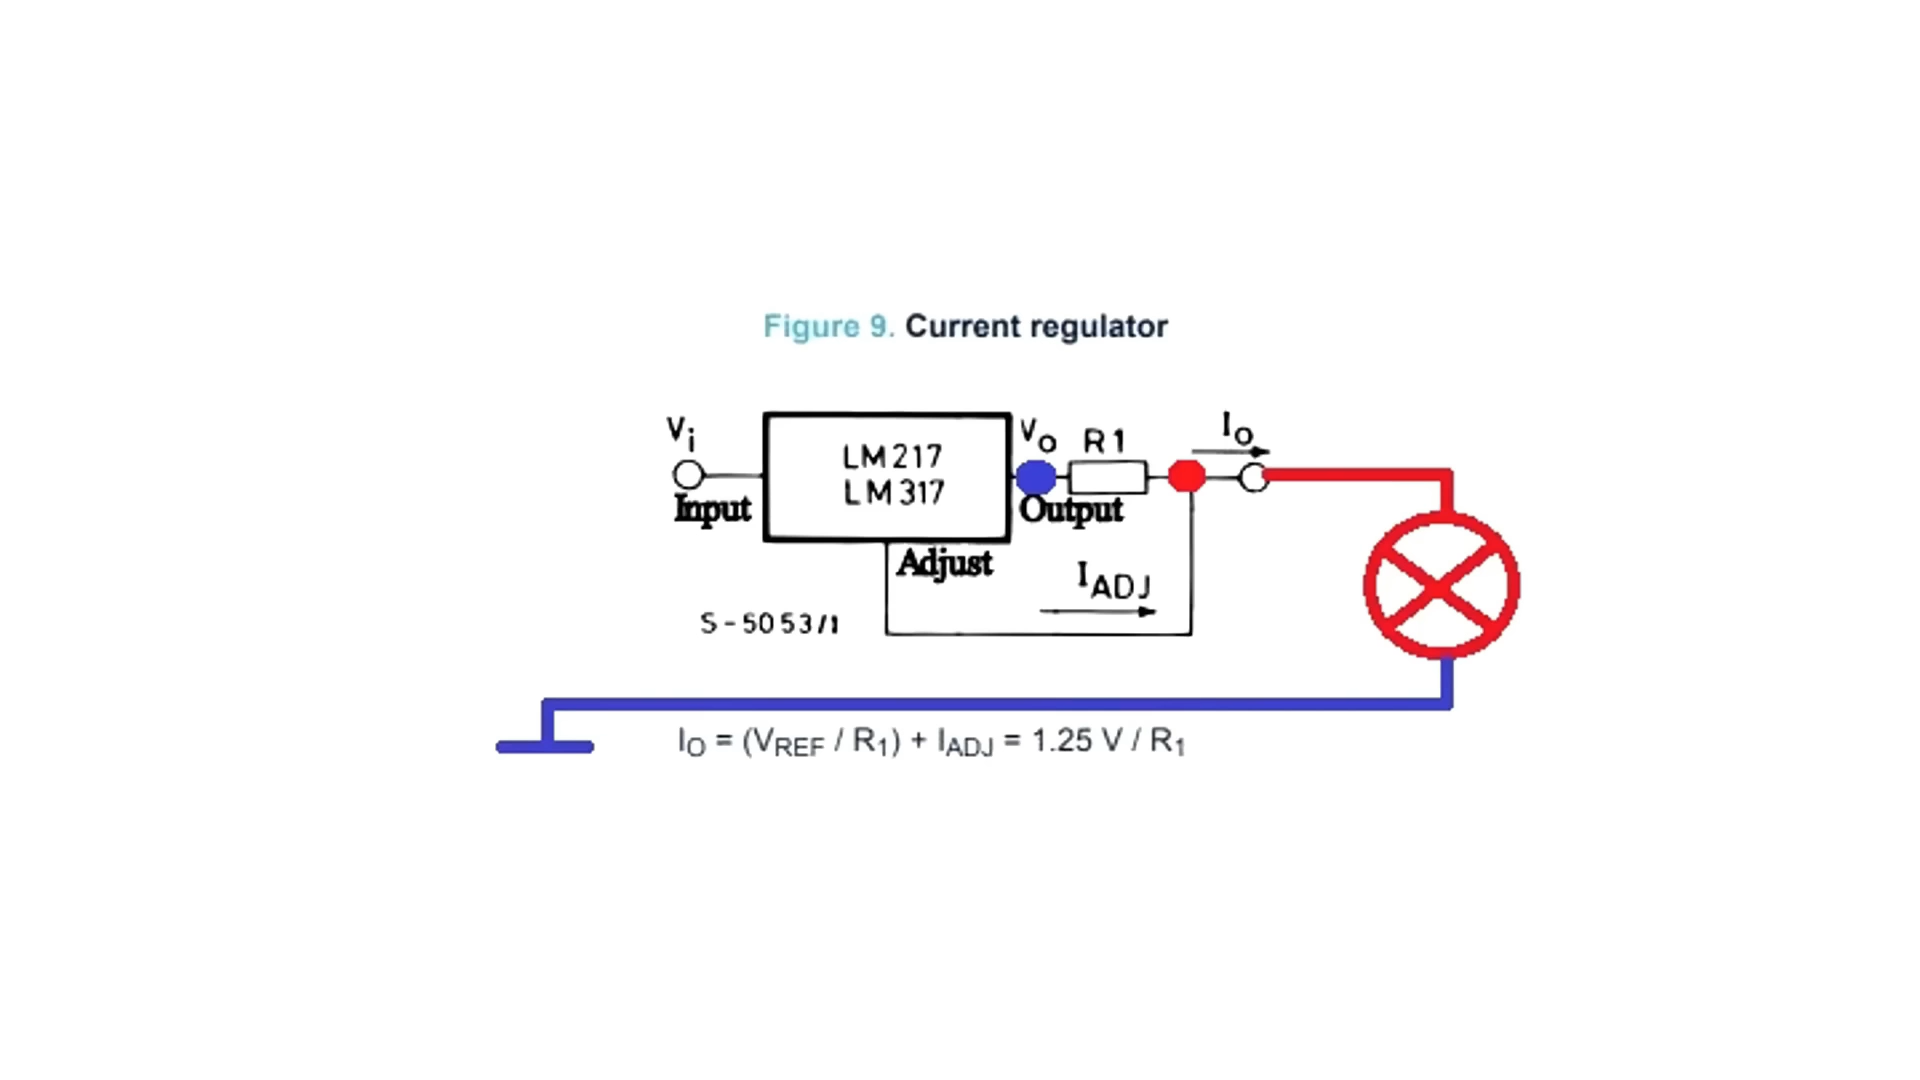 Figure 9. Current regulator
Vi
Vo
R1
Io
LM217
LM317
Input
Output
Adjust
IADJ
S-5053/1
IO = (VREF / R1) + IADJ = 1.25 V / R1